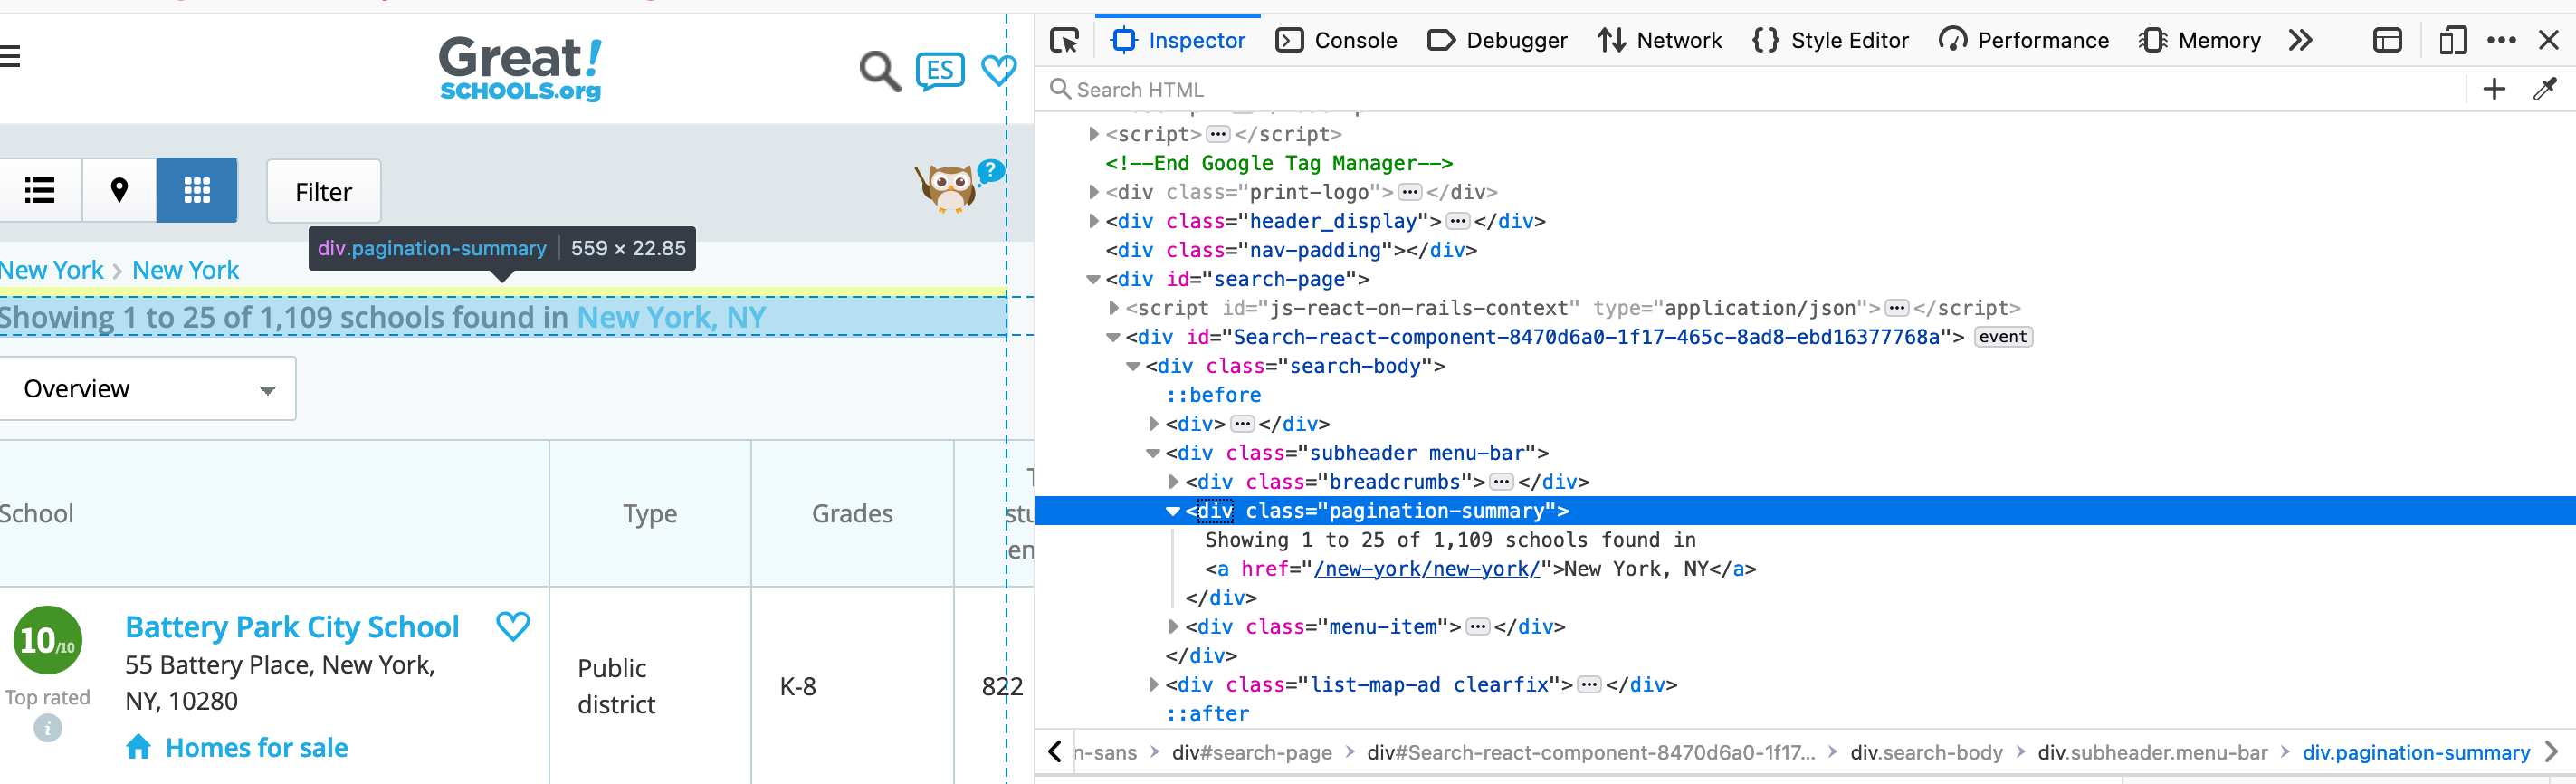 Great!
SCHOOLS.org
ES
Filter
?
div.pagination-summary 559 × 22.85
New York > New York
Showing 1 to 25 of 1,109 schools found in New York, NY
Overview
School
Type
Grades
10/10
Top rated
i
Battery Park City School
55 Battery Place, New York,
NY, 10280
Homes for sale
Public
district
K-8
822
Inspector Console Debugger Network Style Editor Performance Memory
Search HTML
<script>···</script>
<!--End Google Tag Manager-->
<div class="print-logo">···</div>
<div class="header_display">···</div>
<div class="nav-padding"></div>
<div id="search-page">
<script id="js-react-on-rails-context" type="application/json">···</script>
<div id="Search-react-component-8470d6a0-1f17-465c-8ad8-ebd16377768a"> event
<div class="search-body">
::before
<div>···</div>
<div class="subheader menu-bar">
<div class="breadcrumbs">···</div>
<div class="pagination-summary">
Showing 1 to 25 of 1,109 schools found in
<a href="/new-york/new-york/">New York, NY</a>
</div>
<div class="menu-item">···</div>
</div>
<div class="list-map-ad clearfix">···</div>
::after
n-sans > div#search-page > div#Search-react-component-8470d6a0-1f17... > div.search-body > div.subheader.menu-bar > div.pagination-summary